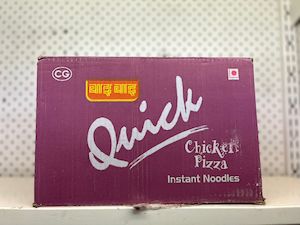 CG
वाइ वाइ
Quick
Chicken
Pizza
Instant Noodles